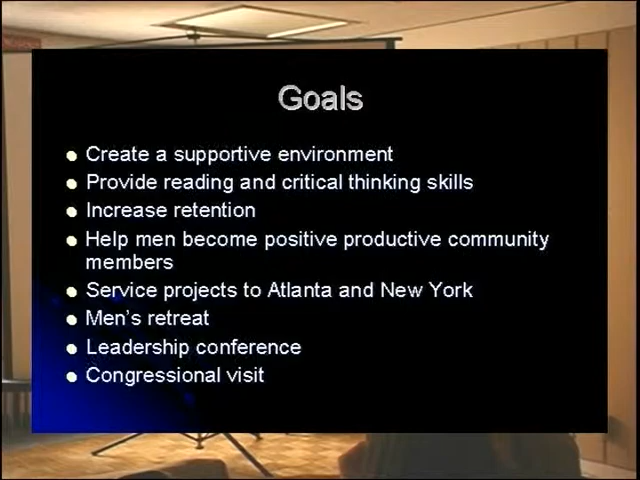 Goals
Create a supportive environment
Provide reading and critical thinking skills
Increase retention
Help men become positive productive community
members
Service projects to Atlanta and New York
Men's retreat
Leadership conference
Congressional visit